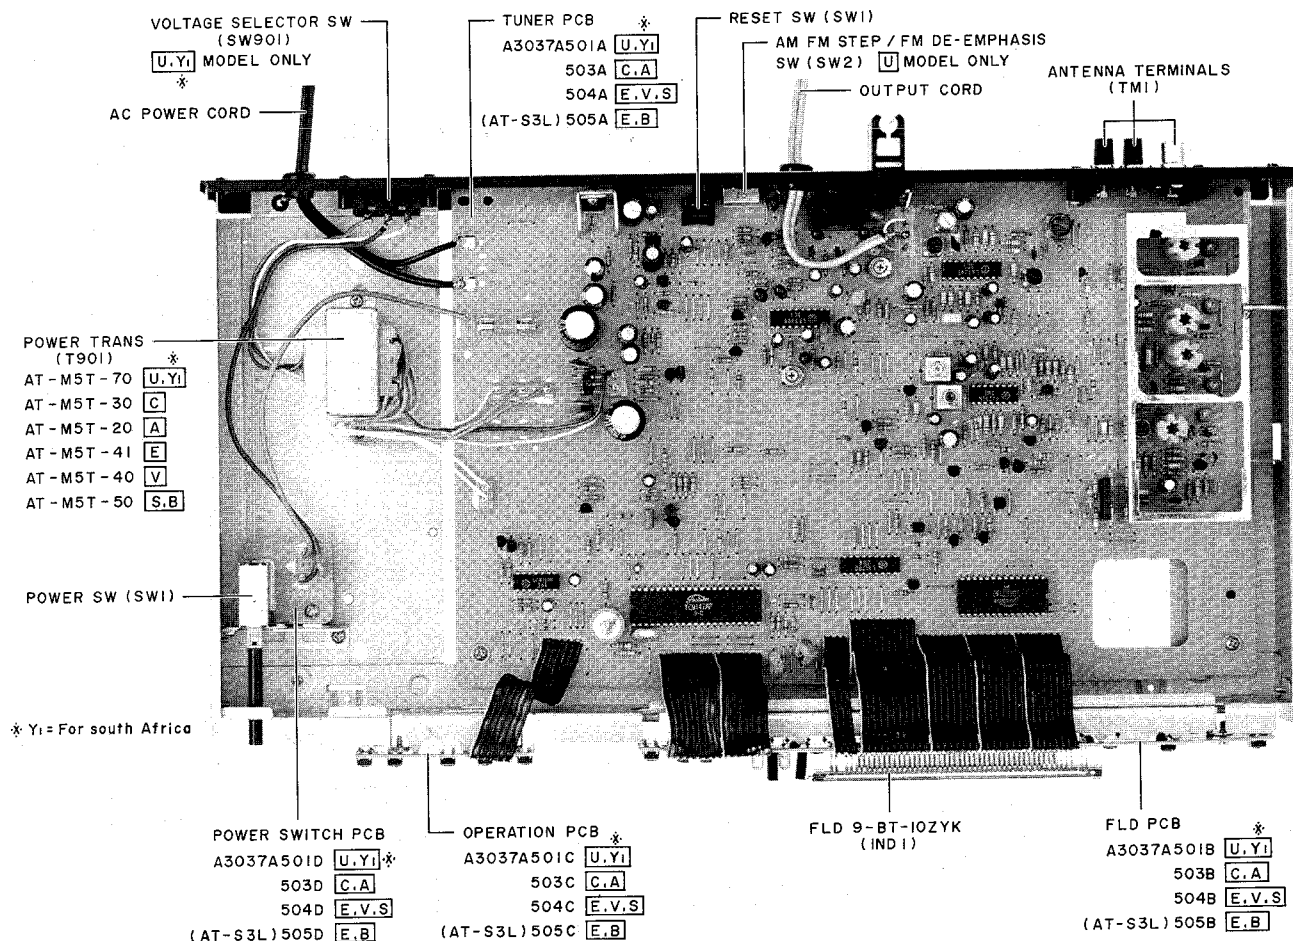 VOLTAGE SELECTOR SW
(SW901)
U.Y1 MODEL ONLY
※
AC POWER CORD
TUNER PCB ※
A3037A501A U.Y1
503A C.A
504A E.V.S
(AT-S3L) 505A E.B
RESET SW (SW1)
AM FM STEP / FM DE-EMPHASIS
SW (SW2) U MODEL ONLY
OUTPUT CORD
ANTENNA TERMINALS
(TM1)
POWER TRANS
(T901) ※
AT-M5T-70 U.Y1
AT-M5T-30 C
AT-M5T-20 A
AT-M5T-41 E
AT-M5T-40 V
AT-M5T-50 S.B
POWER SW (SW1)
※ Y1 = For south Africa
POWER SWITCH PCB
A3037A501D U.Y1 ※
503D C.A
504D E.V.S
(AT-S3L) 505D E.B
OPERATION PCB ※
A3037A501C U.Y1
503C C.A
504C E.V.S
(AT-S3L) 505C E.B
FLD 9-BT-10ZYK
(IND1)
FLD PCB ※
A3037A501B U.Y1
503B C.A
504B E.V.S
(AT-S3L) 505B E.B